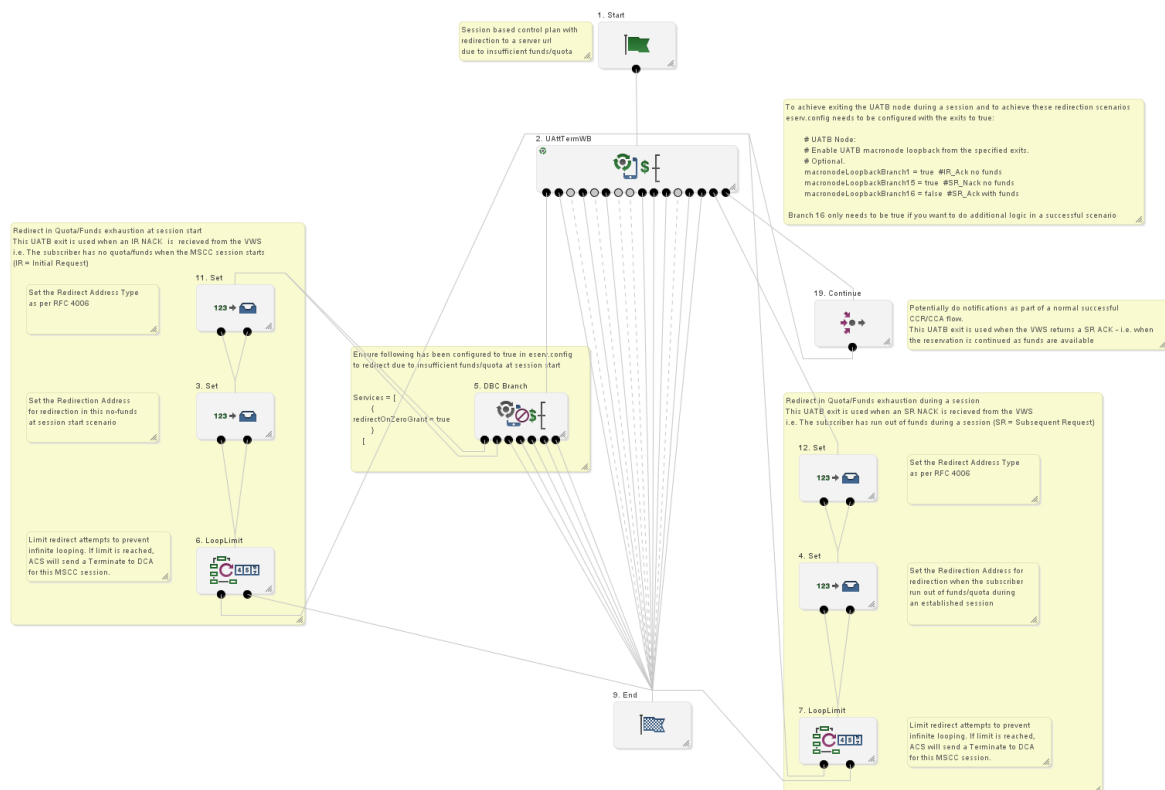 1. Start
Session based control plan with
redirection to a server url
due to insufficient funds/quota
To achieve exiting the UATB node during a session and to achieve these redirection scenarios
eserv.config needs to be configured with the exits to true:
# UATB Node:
# Enable UATB macronode loopback from the specified exits.
# Optional.
macronodeLoopbackBranch1 = true  #IR_Ack no funds
macronodeLoopbackBranch15 = true  #SR_Nack no funds
macronodeLoopbackBranch16 = false  #SR_Ack with funds
Branch 16 only needs to be true if you want to do additional logic in a successful scenario
2. UAttTermWB
$
Redirect in Quota/Funds exhaustion at session start
This UATB exit is used when an IR NACK  is  recieved from the VWS
i.e. The subscriber has no quota/funds when the MSCC session starts
(IR = Initial Request)
11. Set
123
Set the Redirect Address Type
as per RFC 4006
3. Set
123
Set the Redirection Address
for redirection in this no-funds
at session start scenario
6. LoopLimit
Limit redirect attempts to prevent
infinite looping. If limit is reached,
ACS will send a Terminate to DCA
for this MSCC session.
Ensure following has been configured to true in eserv.config
to redirect due to insufficient funds/quota at session start
5. DBC Branch
$
Services = [
{
redirectOnZeroGrant = true
}
[
19. Continue
Potentially do notifications as part of a normal successful
CCR/CCA flow.
This UATB exit is used when the VWS returns a SR ACK - i.e. when
the reservation is continued as funds are available
Redirect in Quota/Funds exhaustion during a session
This UATB exit is used when an SR NACK is recieved from the VWS
i.e. The subscriber has run out of funds during a session (SR = Subsequent Request)
12. Set
123
Set the Redirect Address Type
as per RFC 4006
4. Set
123
Set the Redirection Address for
redirection when the subscriber
run out of funds/quota during
an established session
7. LoopLimit
Limit redirect attempts to prevent
infinite looping. If limit is reached,
ACS will send a Terminate to DCA
for this MSCC session.
9. End